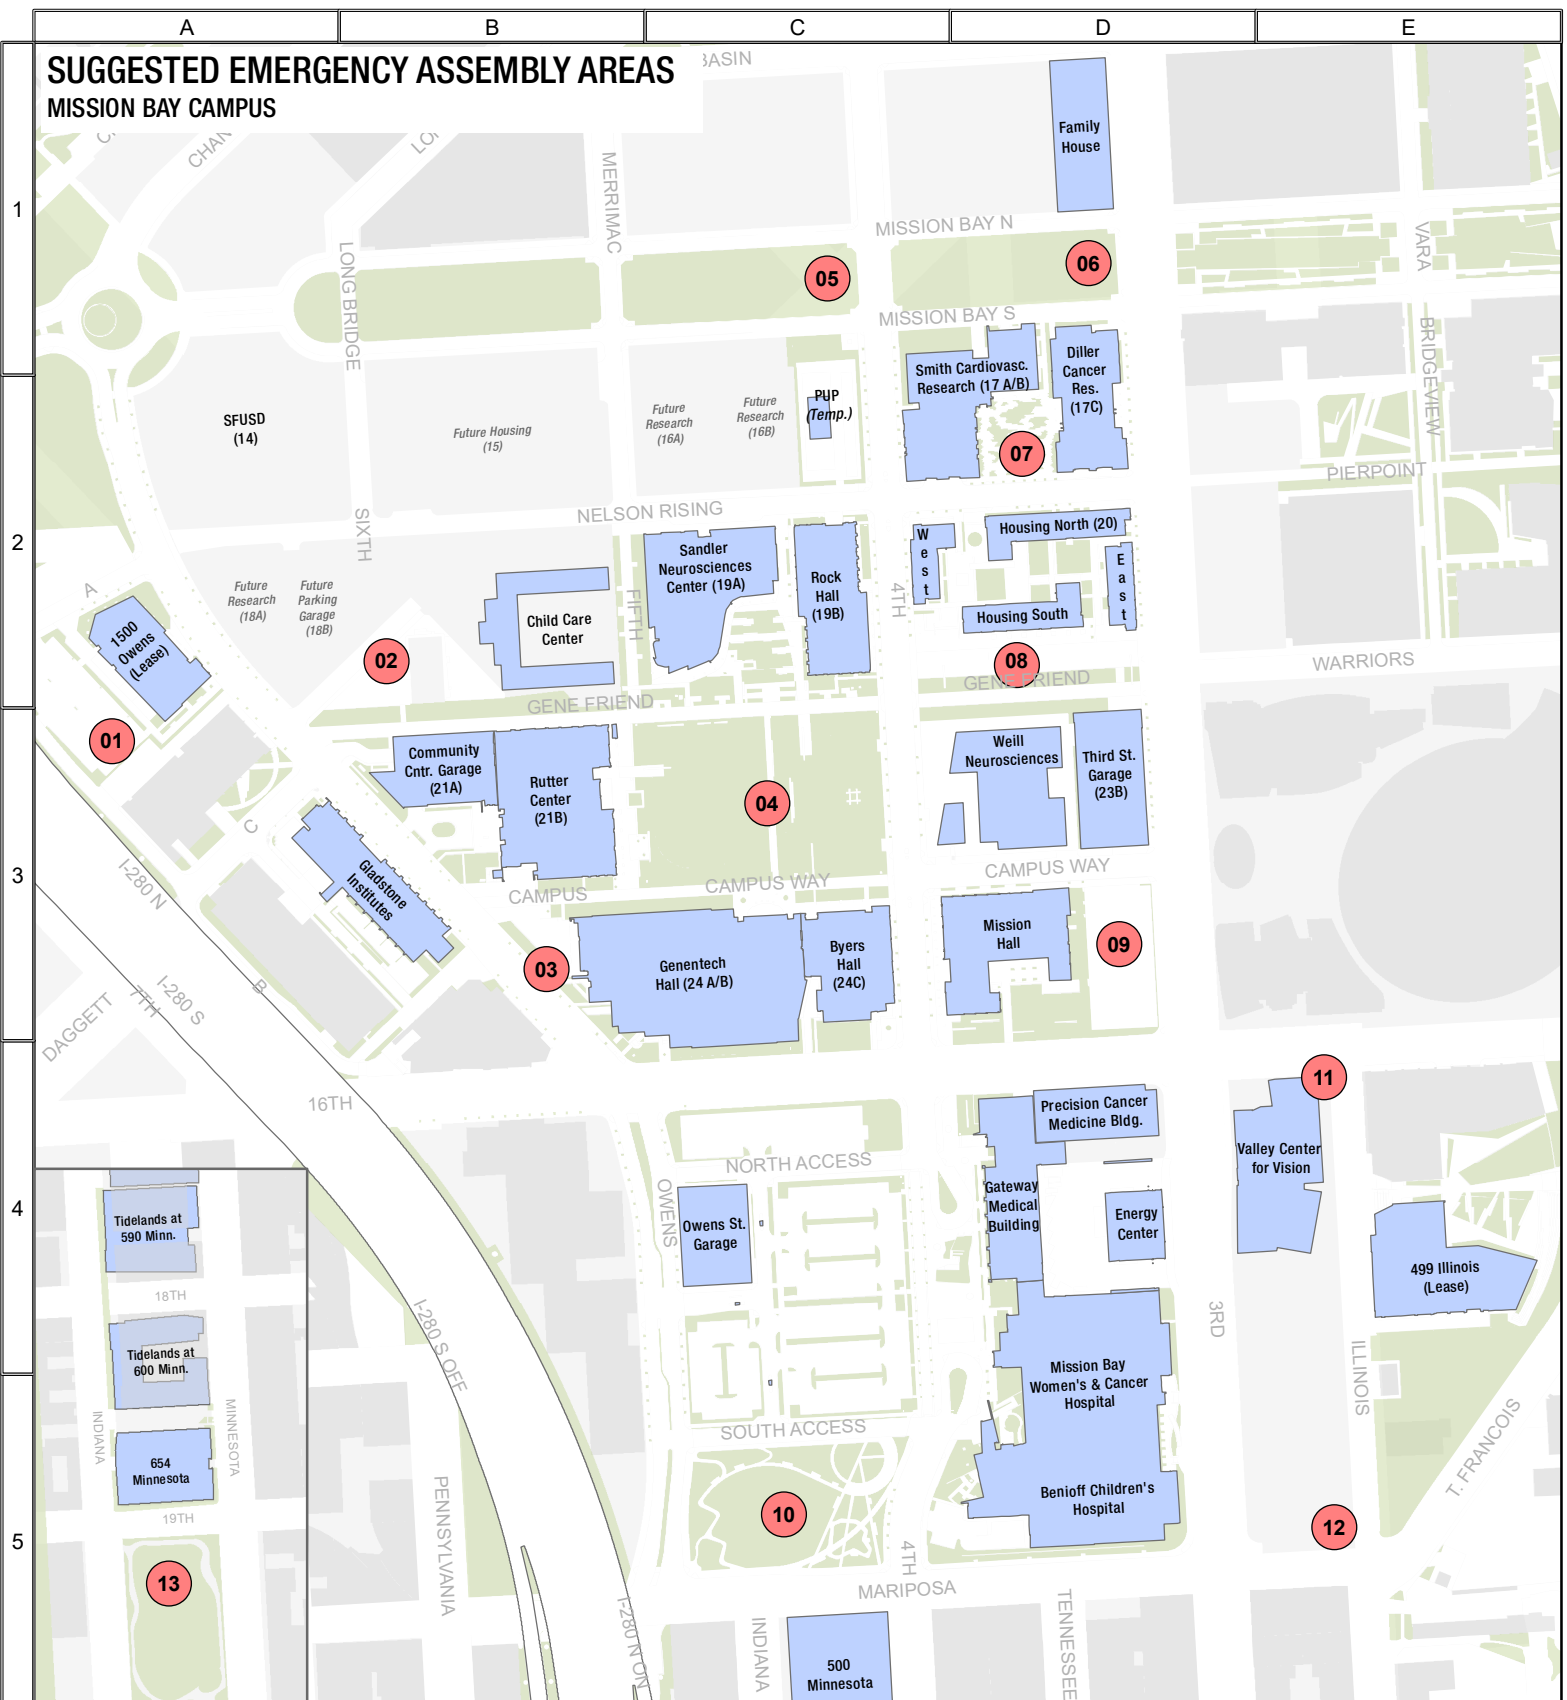 A
B
C
D
E
SUGGESTED EMERGENCY ASSEMBLY AREAS
MISSION BAY CAMPUS
1
2
3
4
5
Family
House
MERRIMAC
LONG BRIDGE
MISSION BAY N
VARA
05
06
MISSION BAY S
BRIDGEVIEW
SFUSD
(14)
Future Housing
(15)
Future
Research
(16A)
Future
Research
(16B)
PUP
(Temp.)
Smith Cardiovasc.
Research (17 A/B)
Diller
Cancer
Res.
(17C)
07
PIERPOINT
NELSON RISING
SIXTH
A
Future
Research
(18A)
Future
Parking
Garage
(18B)
Child Care
Center
FIFTH
Sandler
Neurosciences
Center (19A)
Rock
Hall
(19B)
4TH
West
Housing North (20)
East
Housing South
1500
Owens
(Lease)
02
08
GENE FRIEND
GENE FRIEND
WARRIORS
01
Community
Cntr. Garage
(21A)
Rutter
Center
(21B)
04
Weill
Neurosciences
Third St.
Garage
(23B)
C
Gladstone
Institutes
CAMPUS
CAMPUS WAY
CAMPUS WAY
I-280 N
03
Genentech
Hall (24 A/B)
Byers
Hall
(24C)
Mission
Hall
09
B
I-280 S
7TH
DAGGETT
16TH
11
Precision Cancer
Medicine Bldg.
Valley Center
for Vision
NORTH ACCESS
OWENS
Owens St.
Garage
Gateway
Medical
Building
Energy
Center
499 Illinois
(Lease)
3RD
ILLINOIS
Tidelands at
590 Minn.
18TH
Tidelands at
600 Minn.
INDIANA
MINNESOTA
654
Minnesota
19TH
13
I-280 S OFF
PENNSYLVANIA
SOUTH ACCESS
Mission Bay
Women's & Cancer
Hospital
Benioff Children's
Hospital
T. FRANCOIS
10
12
4TH
MARIPOSA
I-280 N ON
INDIANA
500
Minnesota
TENNESSEE